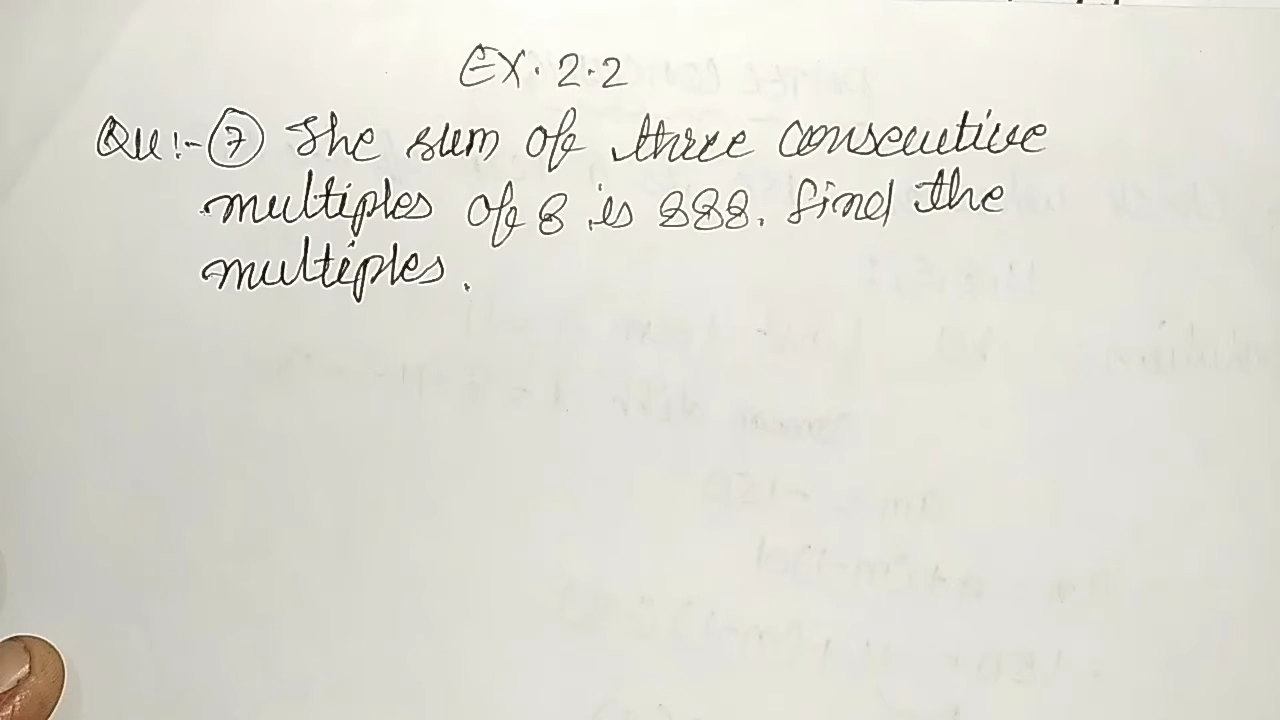 EX. 2.2
Qu:- 7 The sum of three consecutive
multiples of 8 is 888. find the
multiples.